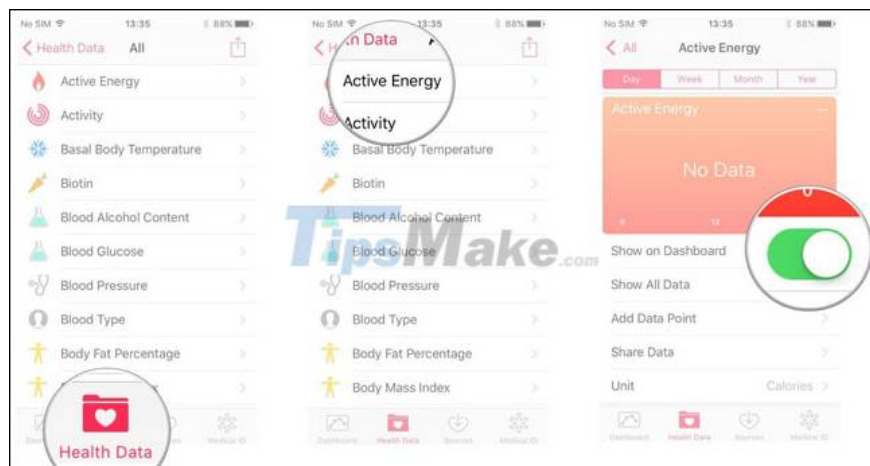 No SIM 13:35 88%
Health Data All
Active Energy
Activity
Basal Body Temperature
Biotin
Blood Alcohol Content
Blood Glucose
Blood Pressure
Blood Type
Body Fat Percentage
Health Data
Medical ID
No SIM 13:35 88%
n Data
Active Energy
Activity
Basal Body Temperature
Biotin
Blood Alcohol Content
Blood Glucose
Blood Pressure
Blood Type
Body Fat Percentage
Body Mass Index
Dashboard Health Data Sources Medical ID
No SIM 13:35 88%
All Active Energy
Day Week Month Year
Active Energy
No Data
Show on Dashboard
Show All Data
Add Data Point
Share Data
Unit Calories
Dashboard Health Data Sources Medical ID
TipsMake.com